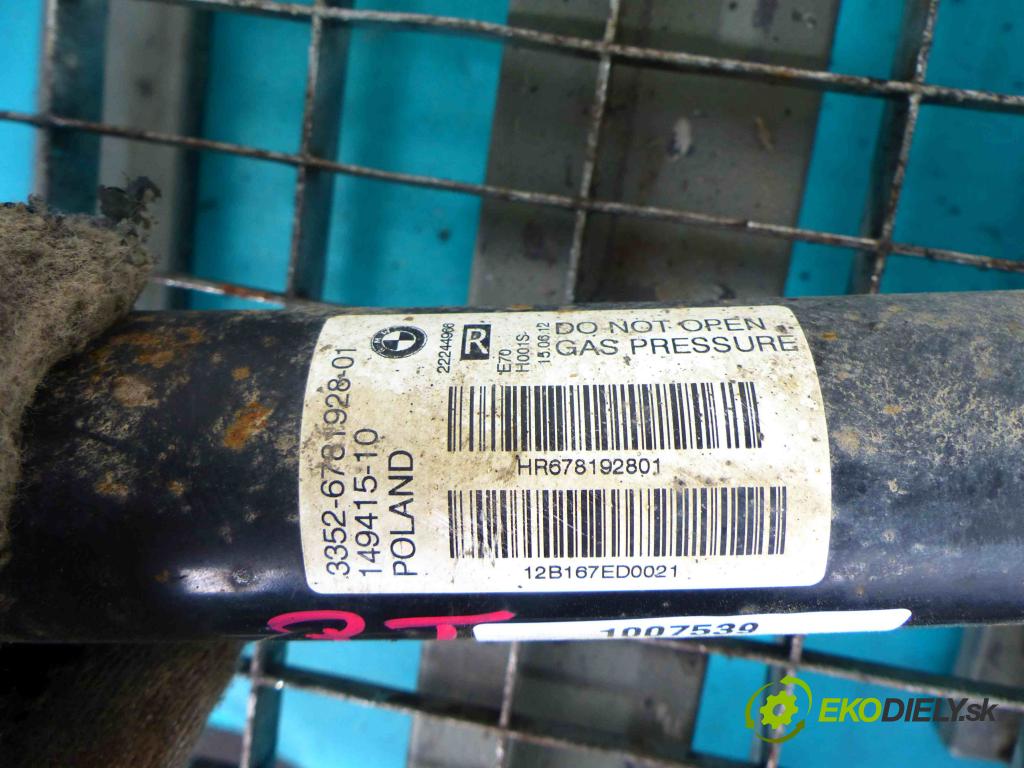 DO NOT OPEN
GAS PRESSURE
22244966
R
E70
H001S-
15.06.12
HR678192801
12B167ED0021
3352-6781928-01
149415-10
POLAND
1007539
EKODIELY.sk